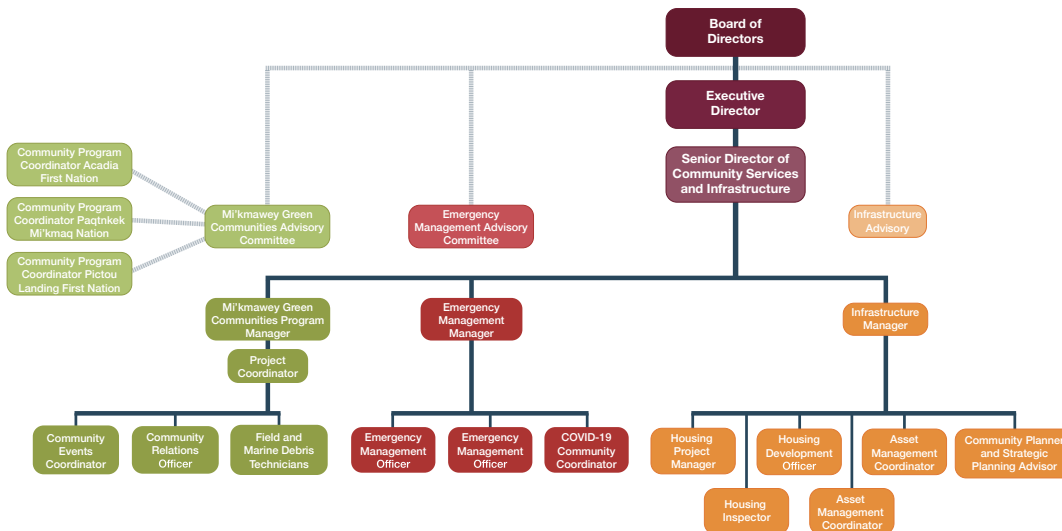 Board of
Directors
Executive
Director
Senior Director of
Community Services
and Infrastructure
Community Program
Coordinator Acadia
First Nation
Community Program
Coordinator Paqtnkek
Mi'kmaq Nation
Community Program
Coordinator Pictou
Landing First Nation
Mi'kmawey Green
Communities Advisory
Committee
Emergency
Management Advisory
Committee
Infrastructure
Advisory
Mi'kmawey Green
Communities Program
Manager
Emergency
Management
Manager
Infrastructure
Manager
Project
Coordinator
Community
Events
Coordinator
Community
Relations
Officer
Field and
Marine Debris
Technicians
Emergency
Management
Officer
Emergency
Management
Officer
COVID-19
Community
Coordinator
Housing
Project
Manager
Housing
Development
Officer
Asset
Management
Coordinator
Community Planner
and Strategic
Planning Advisor
Housing
Inspector
Asset
Management
Coordinator